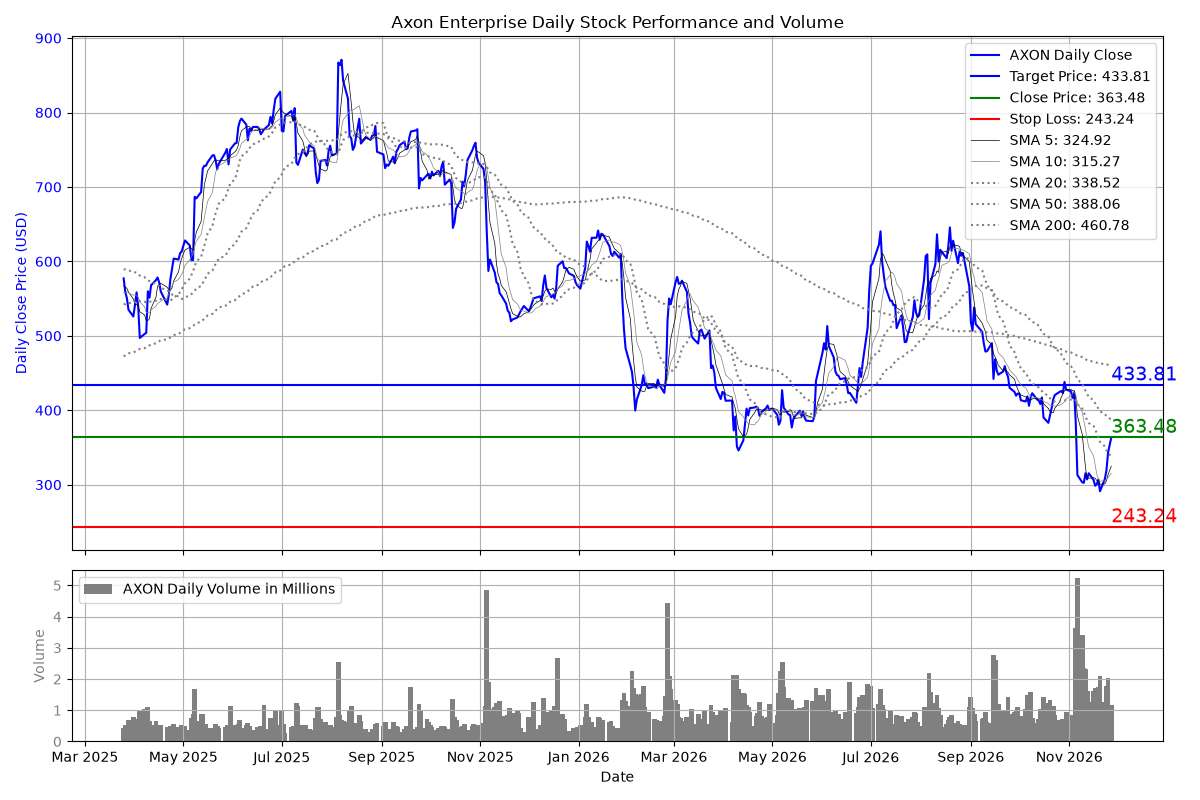 Axon Enterprise Daily Stock Performance and Volume
900
800
700
600
500
400
300
Daily Close Price (USD)
AXON Daily Close
Target Price: 433.81
Close Price: 363.48
Stop Loss: 243.24
SMA 5: 324.92
SMA 10: 315.27
SMA 20: 338.52
SMA 50: 388.06
SMA 200: 460.78
433.81
363.48
243.24
AXON Daily Volume in Millions
5
4
3
2
1
0
Volume
Mar 2025 May 2025 Jul 2025 Sep 2025 Nov 2025 Jan 2026 Mar 2026 May 2026 Jul 2026 Sep 2026 Nov 2026
Date